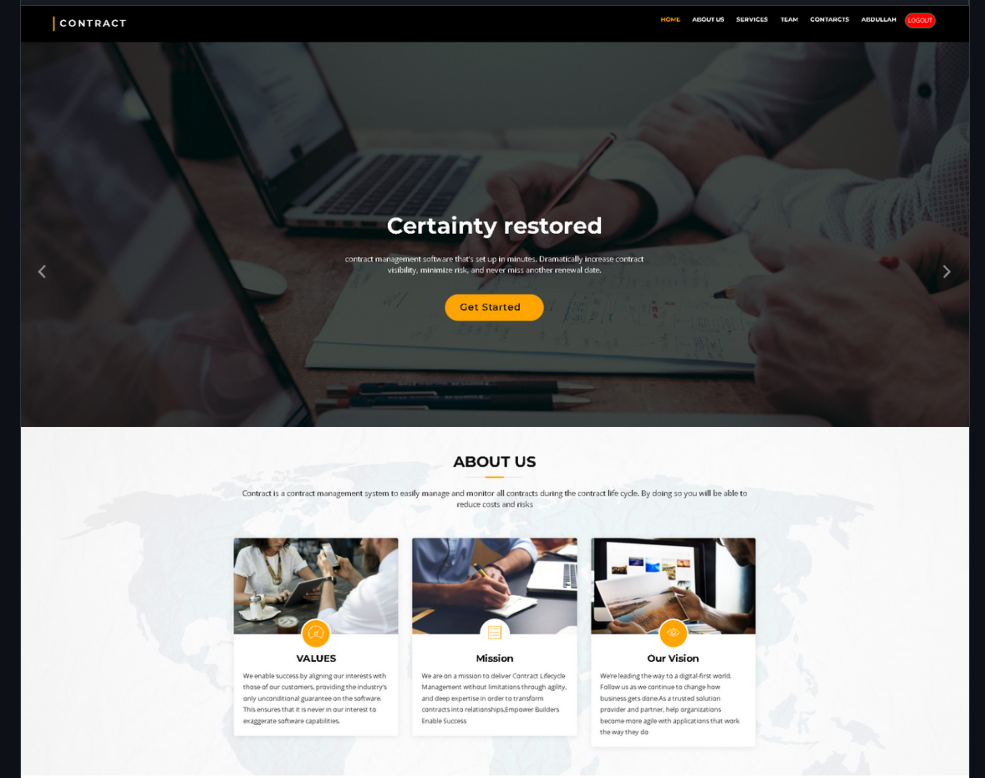 CONTRACT
HOME ABOUT US SERVICES TEAM CONTARCTS ABDULLAH LOGOUT
Certainty restored
contract management software that's set up in minutes. Dramatically increase contract
visibility, minimize risk, and never miss another renewal date.
Get Started
ABOUT US
Contract is a contract management system to easily manage and monitor all contracts during the contract life cycle. By doing so you will be able to
reduce costs and risks
VALUES
We enable success by aligning our interests with
those of our customers, providing the industry's
only unconditional guarantee on the software.
This ensures that it is never in our interest to
exaggerate software capabilities.
Mission
We are on a mission to deliver Contract Lifecycle
Management without limitations through agility,
and deep expertise in order to transform
contracts into relationships.Empower Builders
Enable Success
Our Vision
We're leading the way to a digital-first world.
Follow us as we continue to change how
business gets done.As a trusted solution
provider and partner, help organizations
become more agile with applications that work
the way they do